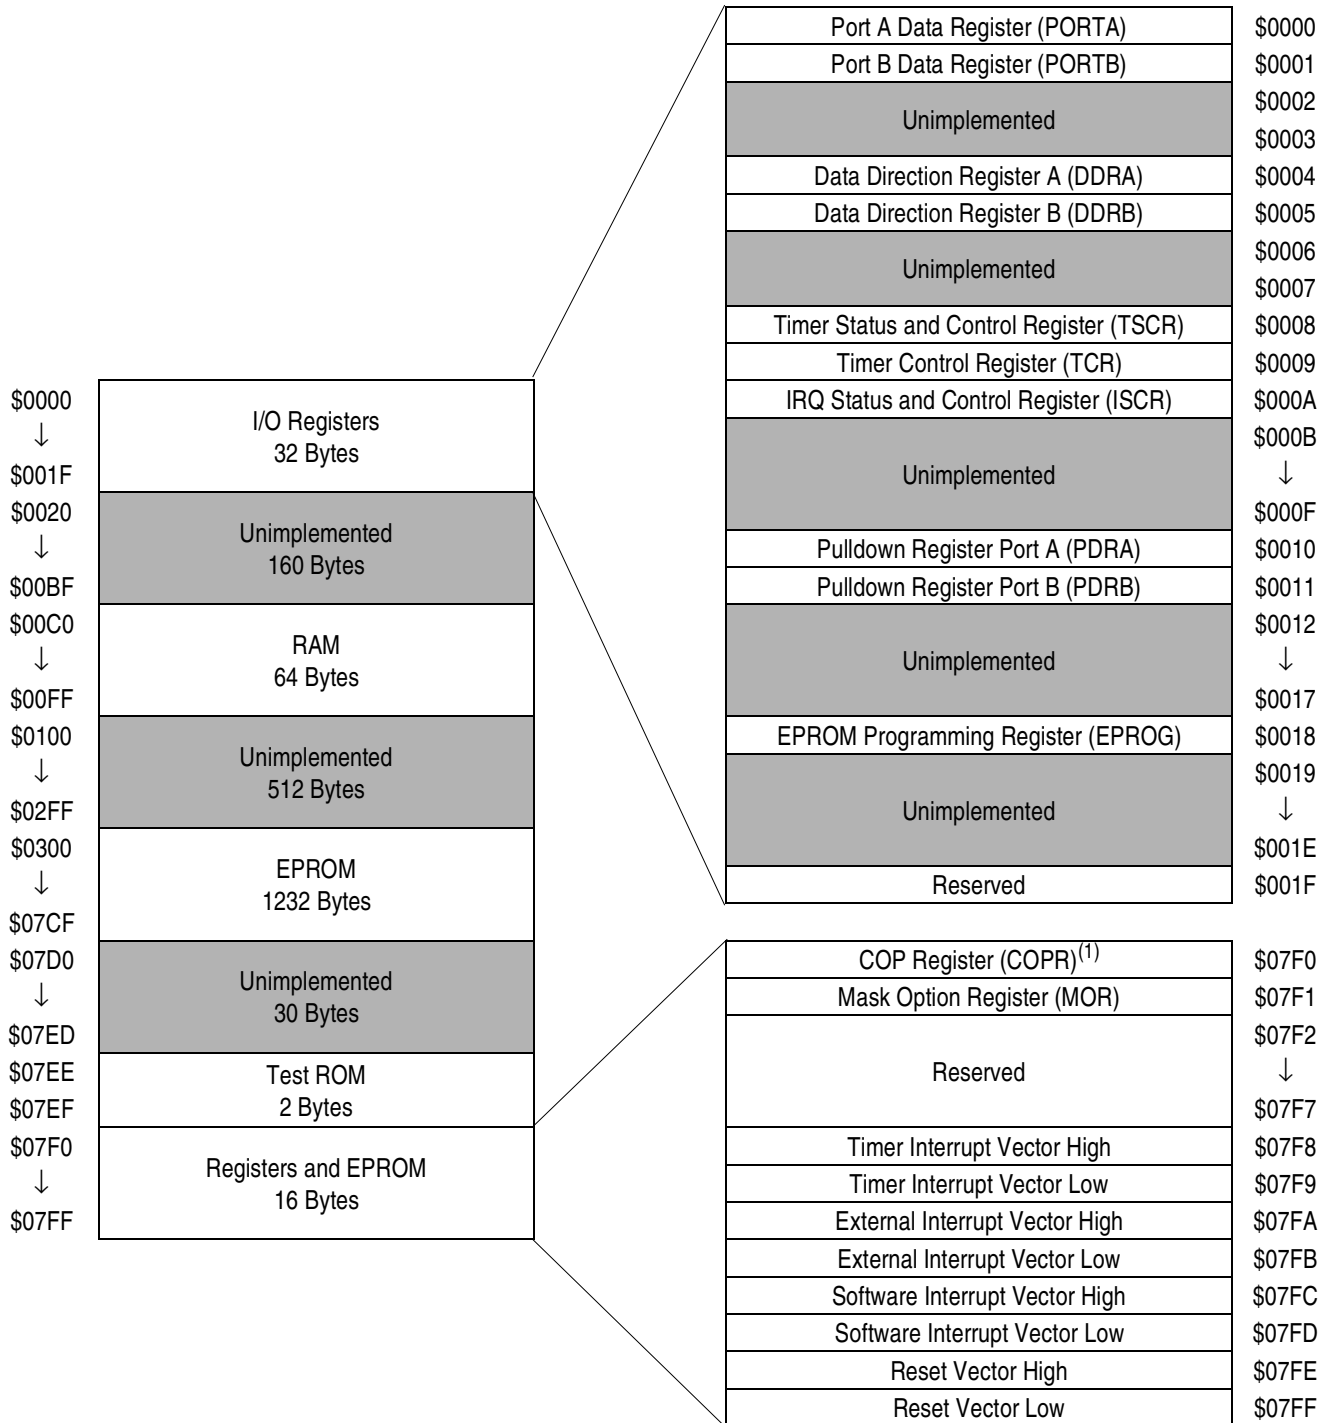 $0000
↓
$001F
I/O Registers
32 Bytes
$0020
↓
$00BF
Unimplemented
160 Bytes
$00C0
↓
$00FF
RAM
64 Bytes
$0100
↓
$02FF
Unimplemented
512 Bytes
$0300
↓
$07CF
EPROM
1232 Bytes
$07D0
↓
$07ED
Unimplemented
30 Bytes
$07EE
$07EF
Test ROM
2 Bytes
$07F0
↓
$07FF
Registers and EPROM
16 Bytes
Port A Data Register (PORTA) $0000
Port B Data Register (PORTB) $0001
Unimplemented
$0002
$0003
Data Direction Register A (DDRA) $0004
Data Direction Register B (DDRB) $0005
Unimplemented
$0006
$0007
Timer Status and Control Register (TSCR) $0008
Timer Control Register (TCR) $0009
IRQ Status and Control Register (ISCR) $000A
Unimplemented
$000B
↓
$000F
Pulldown Register Port A (PDRA) $0010
Pulldown Register Port B (PDRB) $0011
Unimplemented
$0012
↓
$0017
EPROM Programming Register (EPROG) $0018
Unimplemented
$0019
↓
$001E
Reserved $001F
COP Register (COPR)(1) $07F0
Mask Option Register (MOR) $07F1
Reserved
$07F2
↓
$07F7
Timer Interrupt Vector High $07F8
Timer Interrupt Vector Low $07F9
External Interrupt Vector High $07FA
External Interrupt Vector Low $07FB
Software Interrupt Vector High $07FC
Software Interrupt Vector Low $07FD
Reset Vector High $07FE
Reset Vector Low $07FF